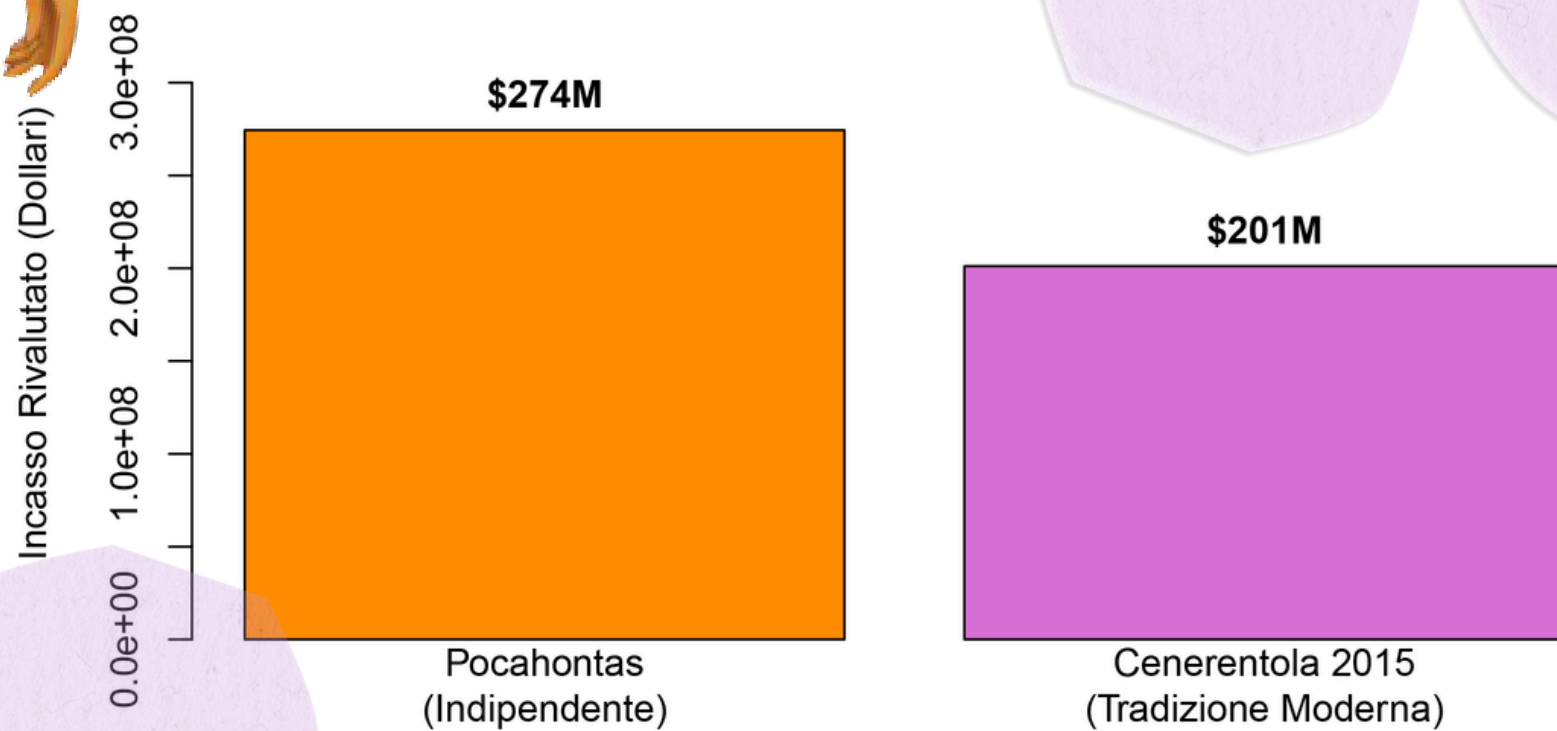 Incasso Rivalutato (Dollari)
3.0e+08
2.0e+08
1.0e+08
0.0e+00
$274M
$201M
Pocahontas
(Indipendente)
Cenerentola 2015
(Tradizione Moderna)